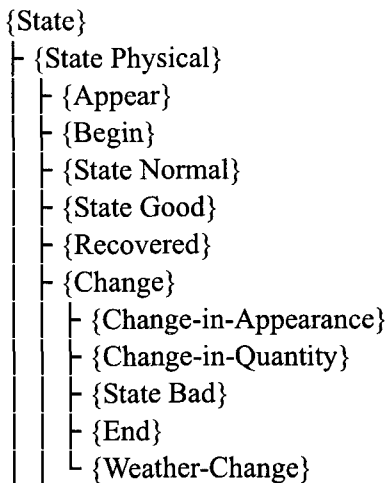 {State}
{State Physical}
{Appear}
{Begin}
{State Normal}
{State Good}
{Recovered}
{Change}
{Change-in-Appearance}
{Change-in-Quantity}
{State Bad}
{End}
{Weather-Change}